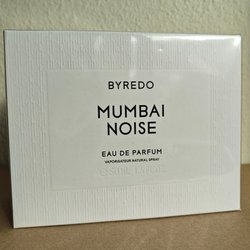 BYREDO
MUMBAI
NOISE
EAU DE PARFUM
VAPORISATEUR NATURAL SPRAY